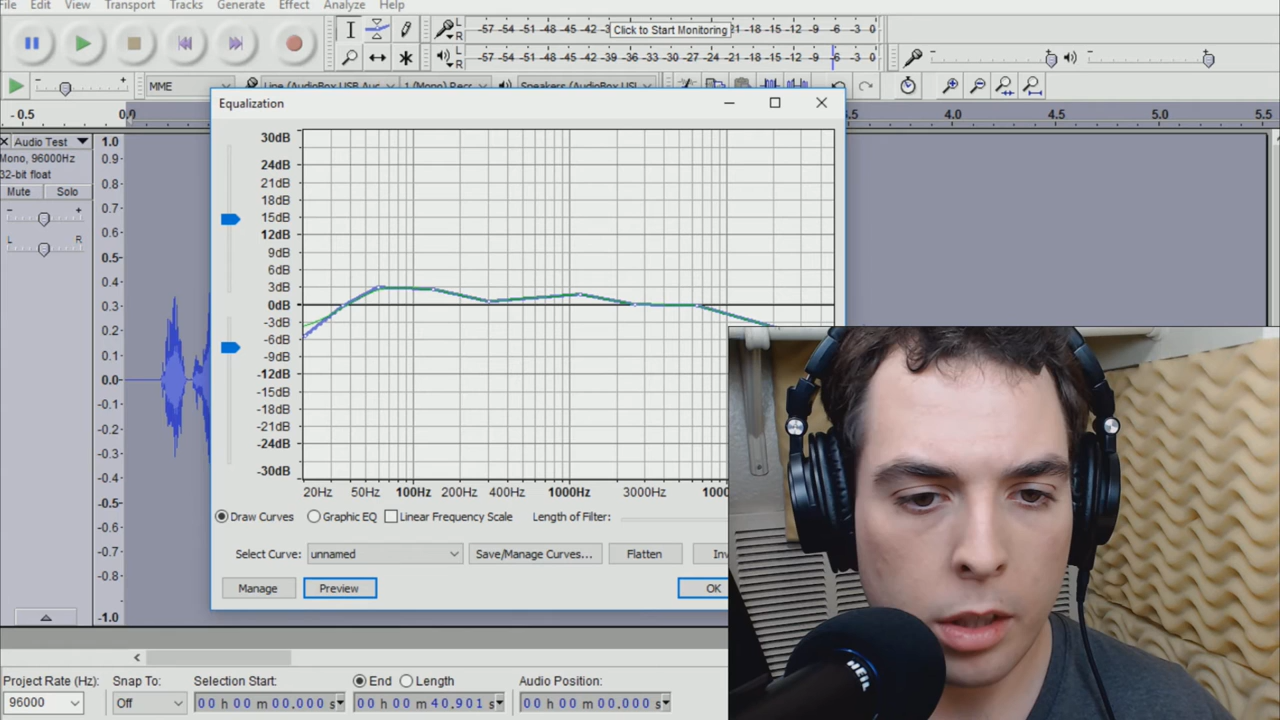 File Edit View Transport Tracks Generate Effect Analyze Help
-57 -54 -51 -48 -45 -42 -3 Click to Start Monitoring -18 -15 -12 -9 -6 -3 0
-57 -54 -51 -48 -45 -42 -39 -36 -33 -30 -27 -24 -21 -18 -15 -12 -9 -6 -3 0
L
R
L
R
- +
MME
-0.5 0.0 4.0 4.5 5.0 5.5
Equalization
Audio Test
Mono, 96000Hz
32-bit float
Mute Solo
- +
L R
1.0
0.9
0.8
0.7
0.6
0.5
0.4
0.3
0.2
0.1
0.0
-0.1
-0.2
-0.3
-0.4
-0.5
-0.6
-0.7
-0.8
-1.0
30dB
24dB
21dB
18dB
15dB
12dB
9dB
6dB
3dB
0dB
-3dB
-6dB
-9dB
-12dB
-15dB
-18dB
-21dB
-24dB
-30dB
20Hz 50Hz 100Hz 200Hz 400Hz 1000Hz 3000Hz 1000
Draw Curves Graphic EQ Linear Frequency Scale Length of Filter:
Select Curve: unnamed Save/Manage Curves... Flatten Inv
Manage Preview OK
HEIL
Project Rate (Hz): Snap To: Selection Start: End Length Audio Position:
96000 Off 00 h 00 m 00.000 s 00 h 00 m 40.901 s 00 h 00 m 00.000 s